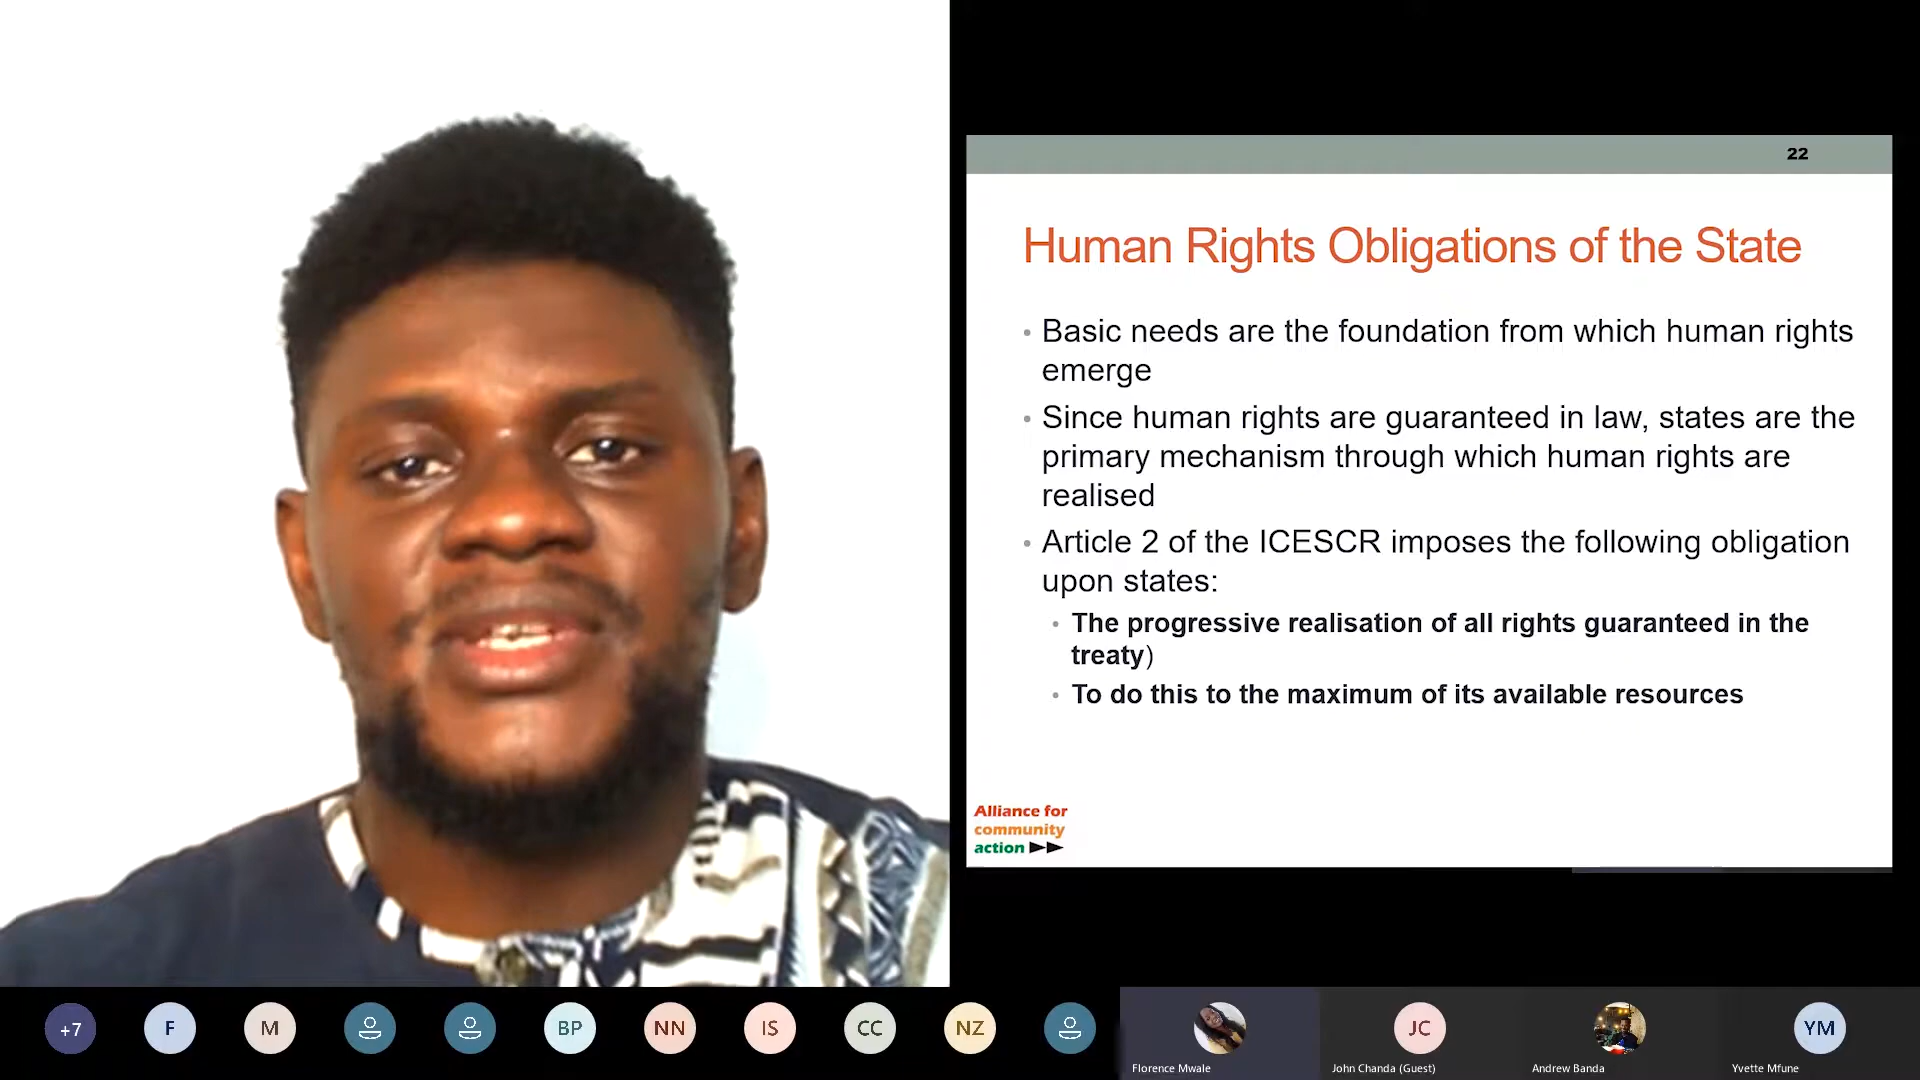 22
Human Rights Obligations of the State
Basic needs are the foundation from which human rights
emerge
Since human rights are guaranteed in law, states are the
primary mechanism through which human rights are
realised
Article 2 of the ICESCR imposes the following obligation
upon states:
The progressive realisation of all rights guaranteed in the
treaty)
To do this to the maximum of its available resources
Alliance for
community
action
+7
F
M
BP
NN
IS
CC
NZ
JC
YM
Florence Mwale
John Chanda (Guest)
Andrew Banda
Yvette Mfune